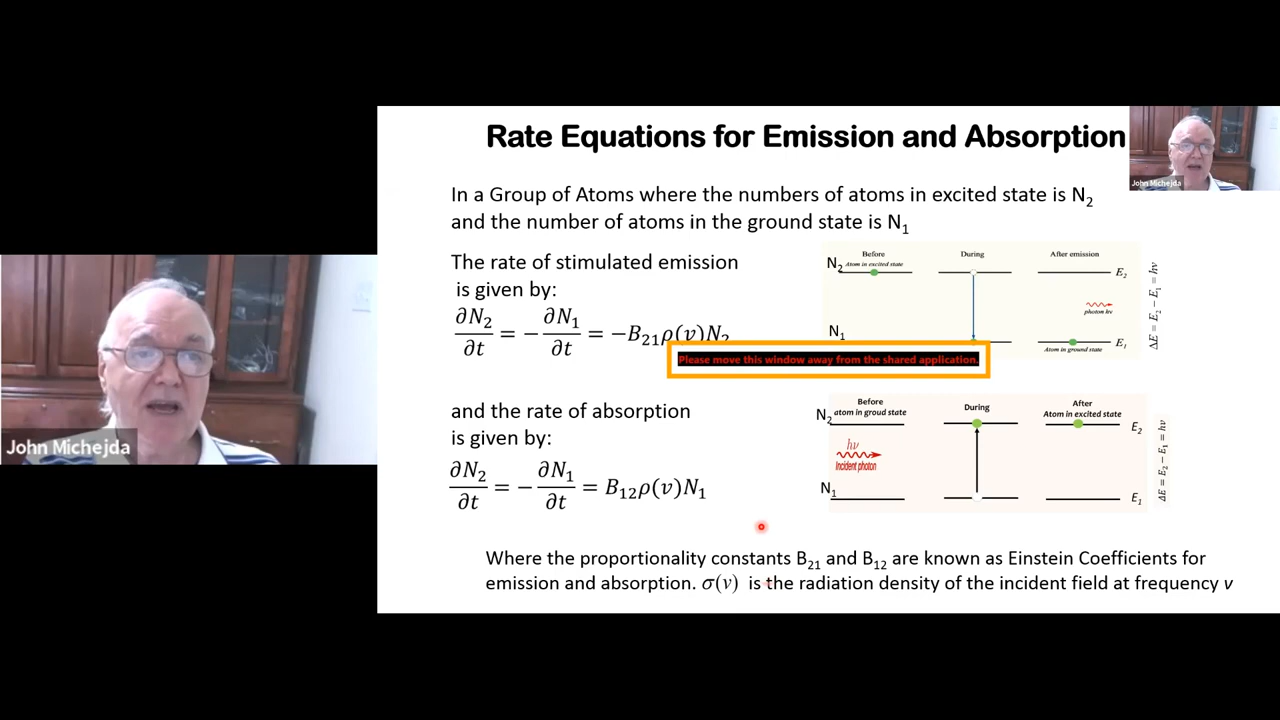 Rate Equations for Emission and Absorption
John Michejda
In a Group of Atoms where the numbers of atoms in excited state is N₂
and the number of atoms in the ground state is N₁
The rate of stimulated emission
is given by:
∂N₂/∂t = −∂N₁/∂t = −B₂₁ρ(v)N₂
Before During After emission
N₂ Atom in excited state E₂
photon hv
N₁ E₁
Atom in ground state
ΔE = E₂ − E₁ = hv
Please move this window away from the shared application.
and the rate of absorption
is given by:
∂N₂/∂t = −∂N₁/∂t = B₁₂ρ(v)N₁
Before During After
N₂ atom in groud state Atom in excited state
E₂
hv
Incident photon
N₁ E₁
ΔE = E₂ − E₁ = hv
John Michejda
Where the proportionality constants B₂₁ and B₁₂ are known as Einstein Coefficients for
emission and absorption. σ(v) is the radiation density of the incident field at frequency v